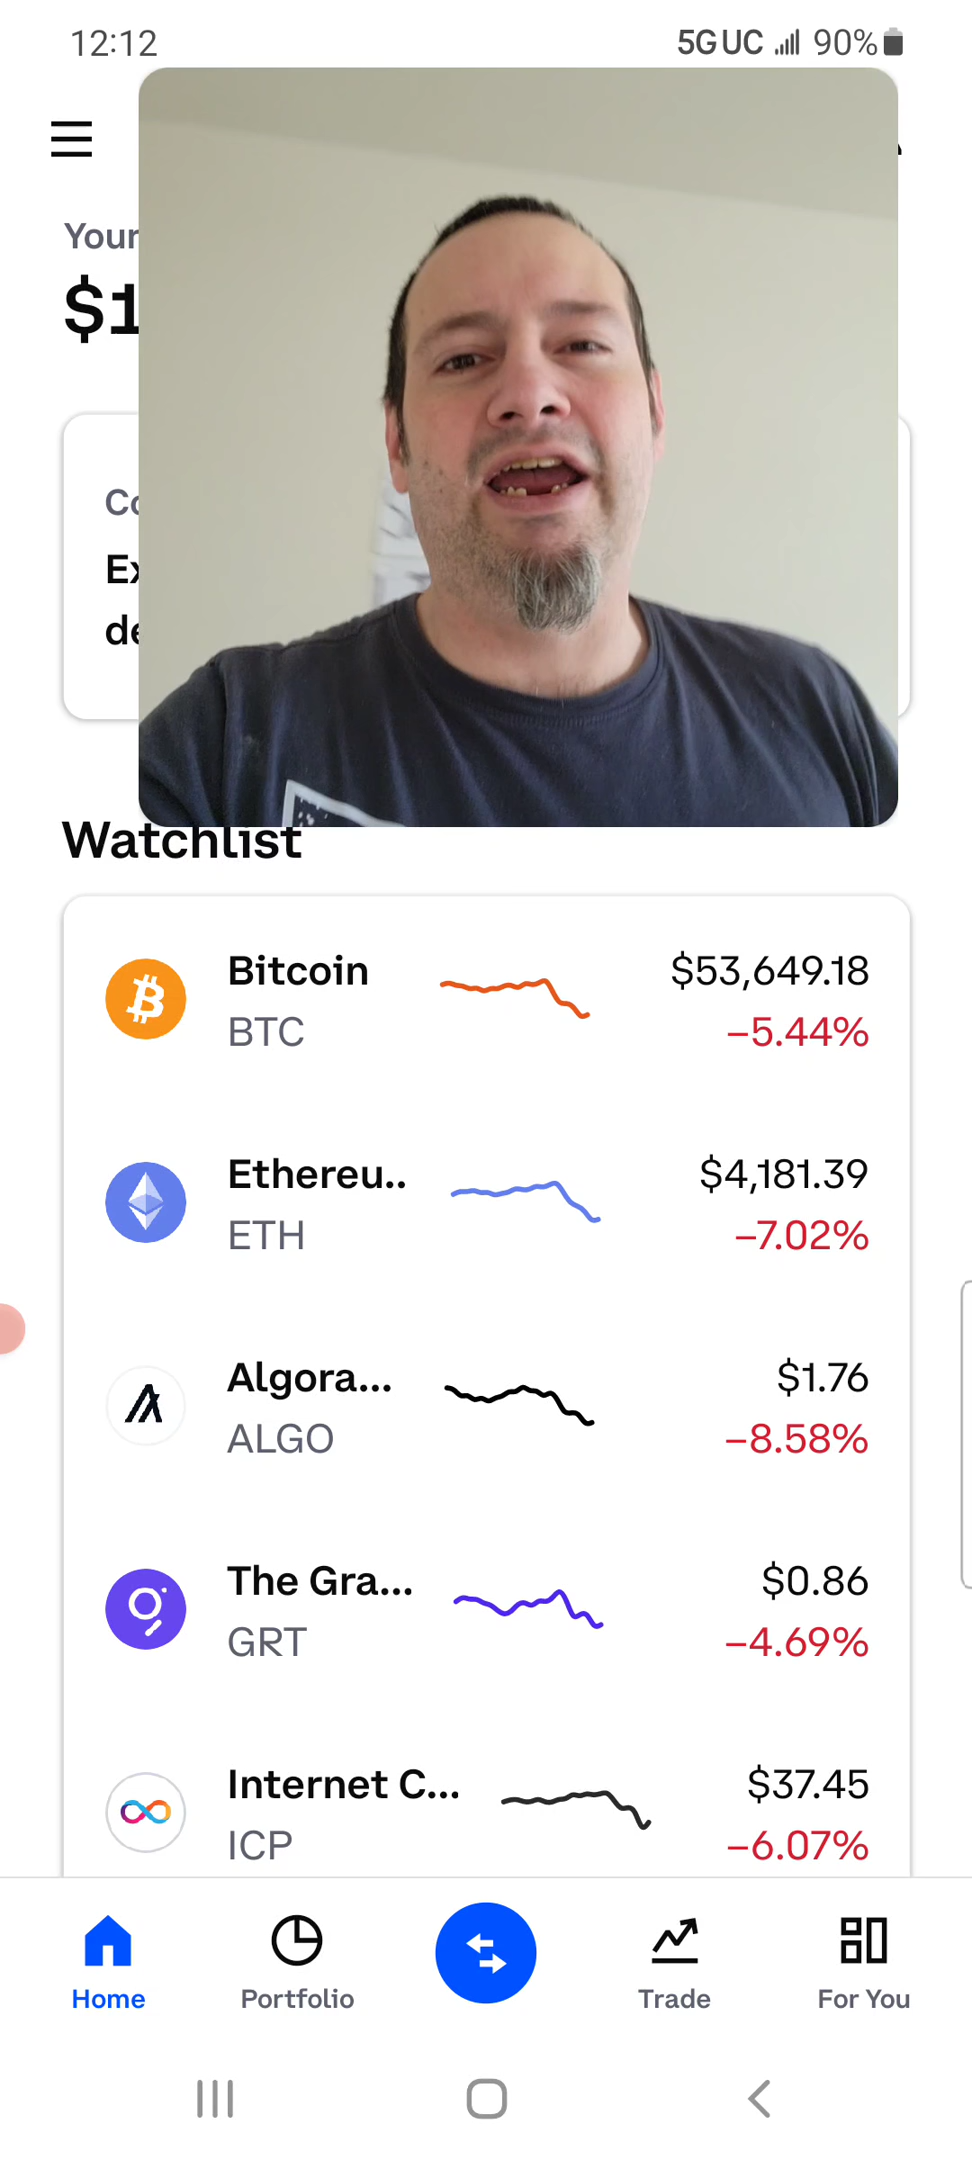 12:12 5G UC 90%
Your
$1
Co
Ex
de
Watchlist
Bitcoin $53,649.18
BTC –5.44%
Ethereu.. $4,181.39
ETH –7.02%
Algora... $1.76
ALGO –8.58%
The Gra... $0.86
GRT –4.69%
Internet C... $37.45
ICP –6.07%
Home Portfolio Trade For You